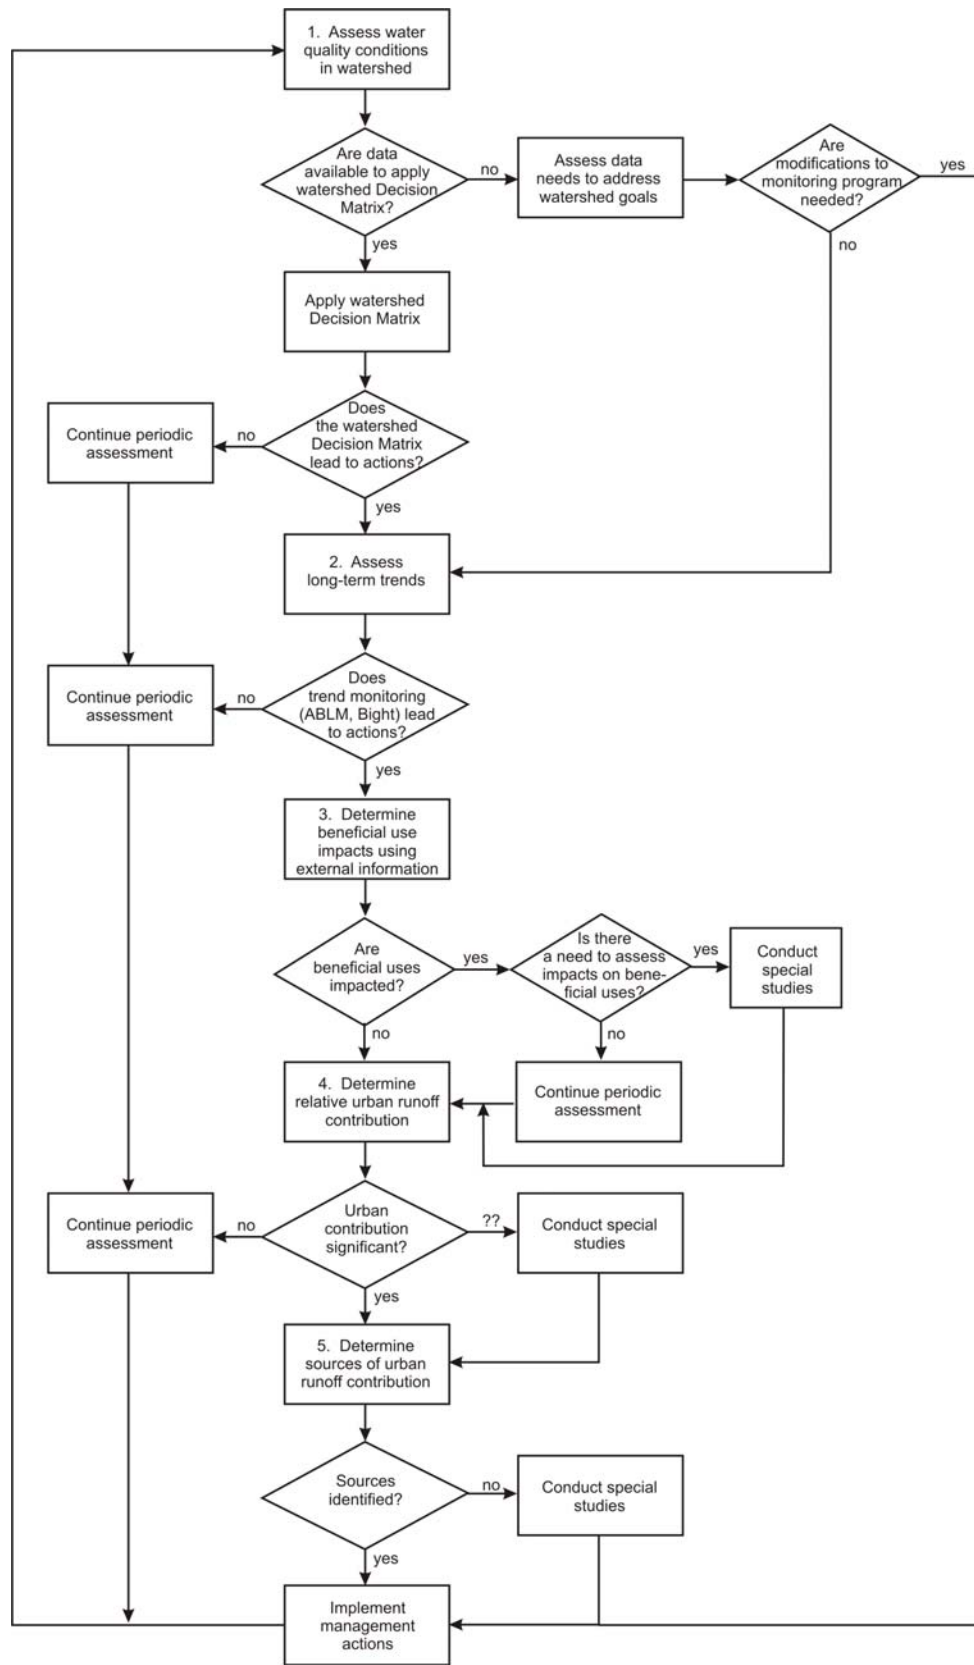 1. Assess water
quality conditions
in watershed
Are data
available to apply
watershed Decision
Matrix?
no
Assess data
needs to address
watershed goals
Are
modifications to
monitoring program
needed?
yes
no
yes
Apply watershed
Decision Matrix
Does
the watershed
Decision Matrix
lead to actions?
no
Continue periodic
assessment
yes
2. Assess
long-term trends
Does
trend monitoring
(ABLM, Bight) lead
to actions?
no
Continue periodic
assessment
yes
3. Determine
beneficial use
impacts using
external information
Are
beneficial uses
impacted?
yes
Is there
a need to assess
impacts on bene-
ficial uses?
yes
Conduct
special
studies
no
no
4. Determine
relative urban runoff
contribution
Continue periodic
assessment
Urban
contribution
significant?
no
Continue periodic
assessment
??
Conduct special
studies
yes
5. Determine
sources of urban
runoff contribution
Sources
identified?
no
Conduct special
studies
yes
Implement
management
actions